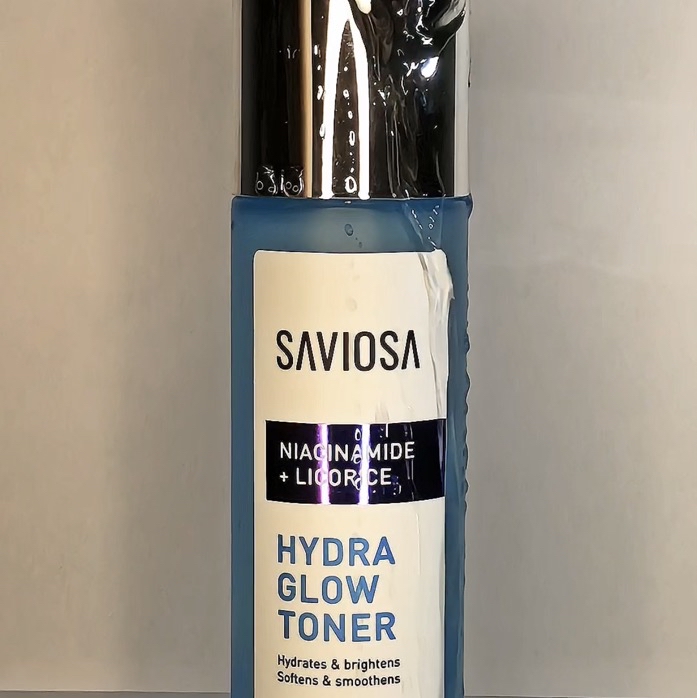 SAVIOSA
NIACINAMIDE
+ LICORICE
HYDRA
GLOW
TONER
Hydrates & brightens
Softens & smoothens